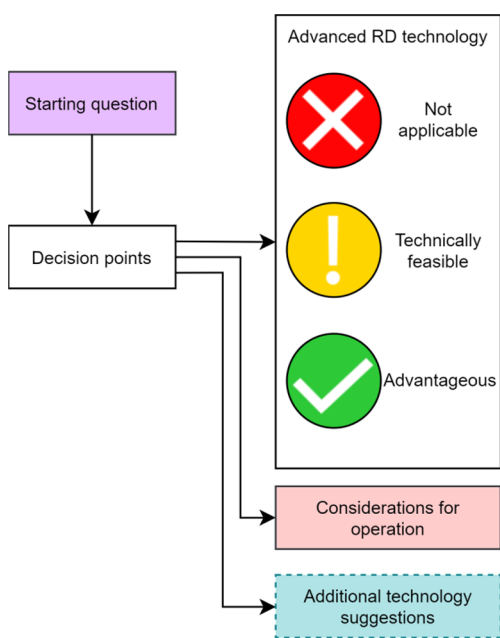 Advanced RD technology
Starting question
Not
applicable
Decision points
Technically
feasible
Advantageous
Considerations for
operation
Additional technology
suggestions